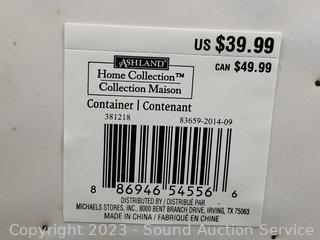 US $39.99
CAN $49.99
ASHLAND
Home Collection™
Collection Maison
Container | Contenant
381218 83659-2014-09
8 86946 54556 6
DISTRIBUTED BY / DISTRIBUÉ PAR
MICHAELS STORES, INC., 8000 BENT BRANCH DRIVE, IRVING, TX 75063
MADE IN CHINA / FABRIQUÉ EN CHINE
Copyright 2023 - Sound Auction Service